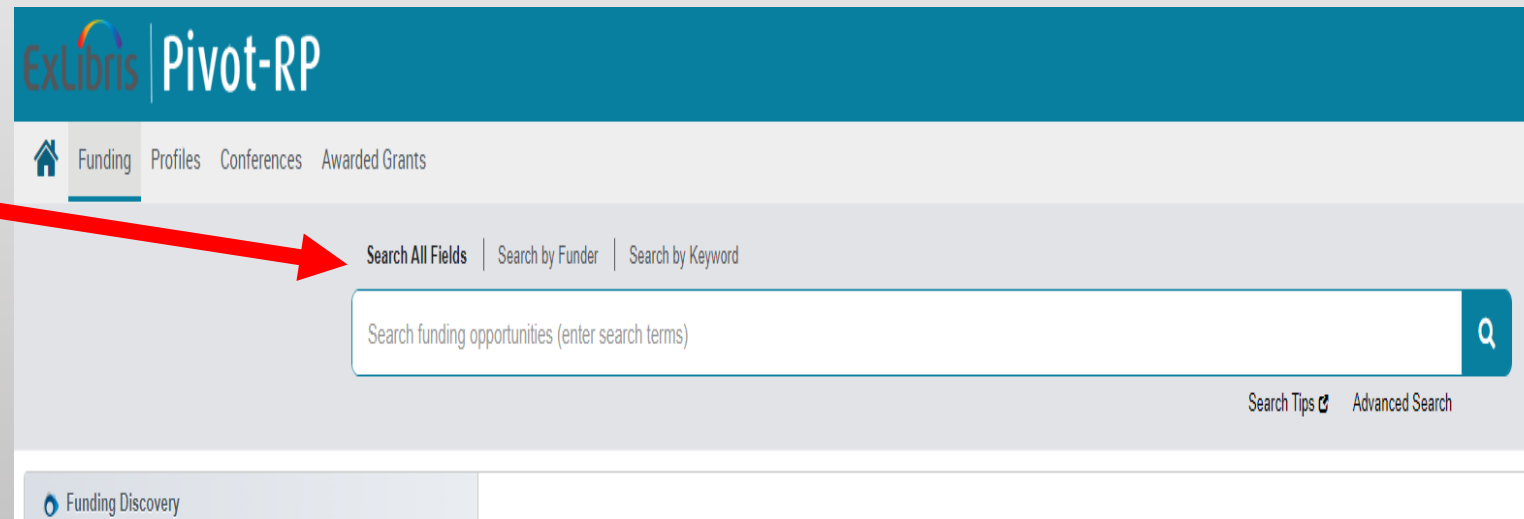 ExLibris | Pivot-RP
Funding Profiles Conferences Awarded Grants
Search All Fields | Search by Funder | Search by Keyword
Search funding opportunities (enter search terms)
Search Tips Advanced Search
Funding Discovery